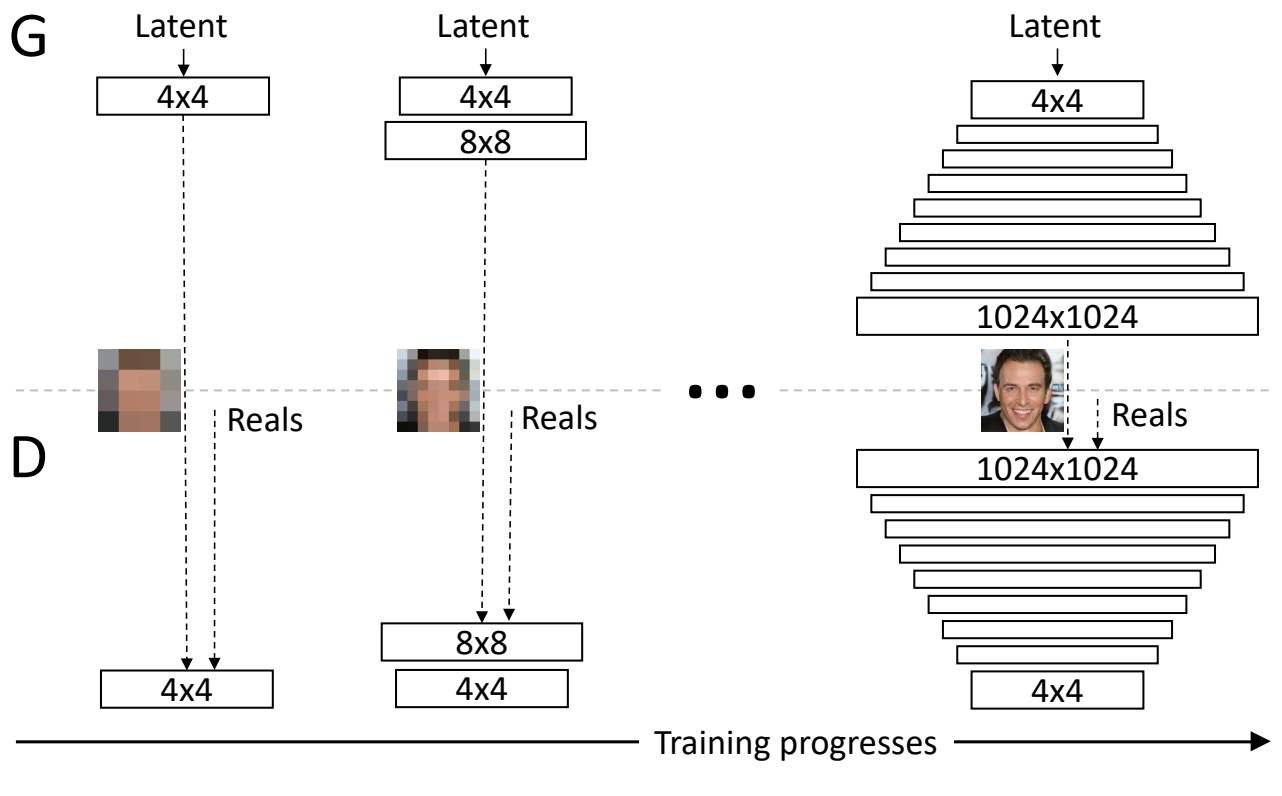 G
Latent
Latent
Latent
4x4
4x4
4x4
8x8
1024x1024
Reals
Reals
Reals
D
1024x1024
8x8
4x4
4x4
4x4
Training progresses